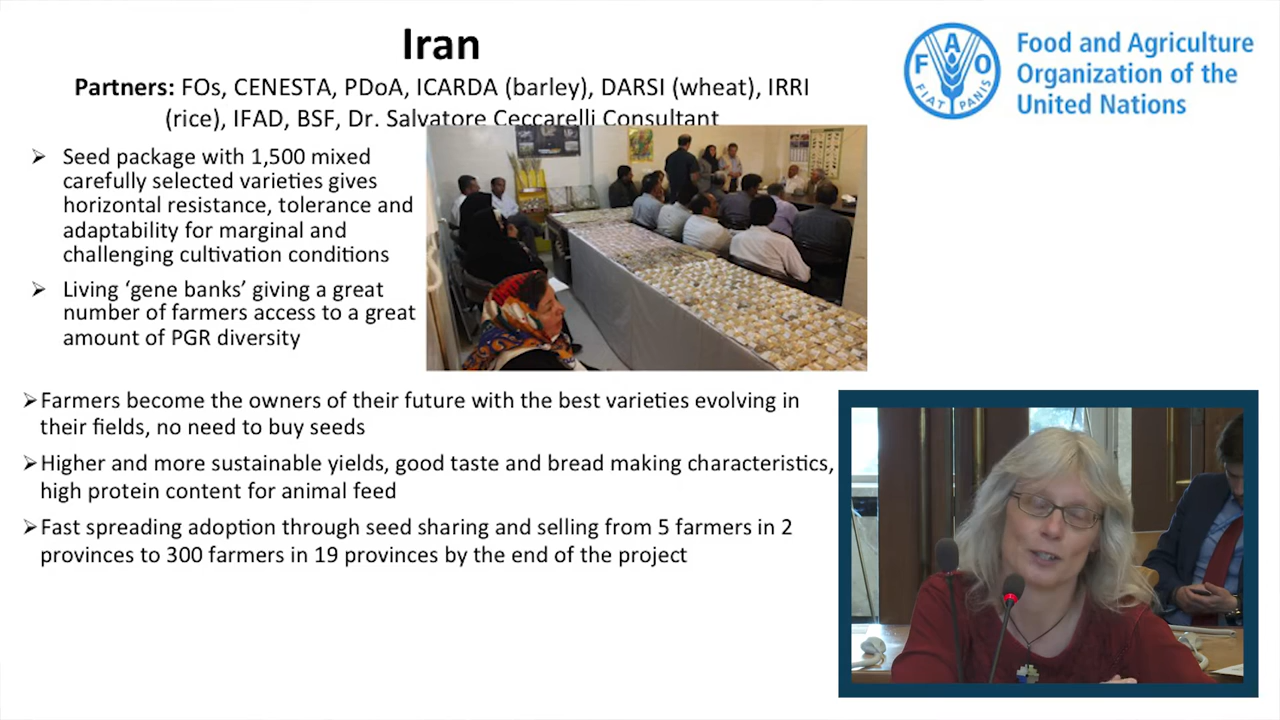 Iran
Partners: FOs, CENESTA, PDoA, ICARDA (barley), DARSI (wheat), IRRI
(rice), IFAD, BSF, Dr. Salvatore Ceccarelli Consultant
➢ Seed package with 1,500 mixed
carefully selected varieties gives
horizontal resistance, tolerance and
adaptability for marginal and
challenging cultivation conditions
➢ Living ‘gene banks’ giving a great
number of farmers access to a great
amount of PGR diversity
➢Farmers become the owners of their future with the best varieties evolving in
their fields, no need to buy seeds
➢Higher and more sustainable yields, good taste and bread making characteristics,
high protein content for animal feed
➢Fast spreading adoption through seed sharing and selling from 5 farmers in 2
provinces to 300 farmers in 19 provinces by the end of the project
F A O
FIAT PANIS
Food and Agriculture
Organization of the
United Nations